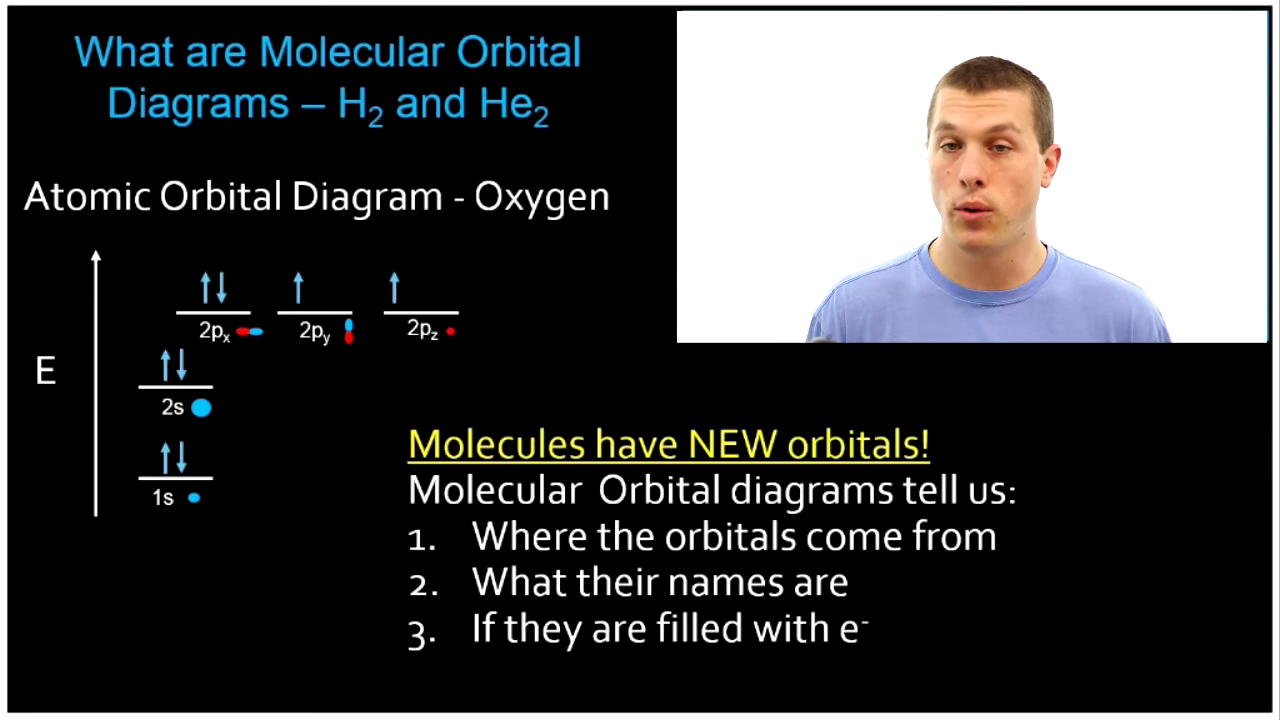 What are Molecular Orbital
Diagrams – H₂ and He₂
Atomic Orbital Diagram - Oxygen
E
2pₓ 2pᵧ 2p_z
2s
1s
Molecules have NEW orbitals!
Molecular Orbital diagrams tell us:
1. Where the orbitals come from
2. What their names are
3. If they are filled with e⁻